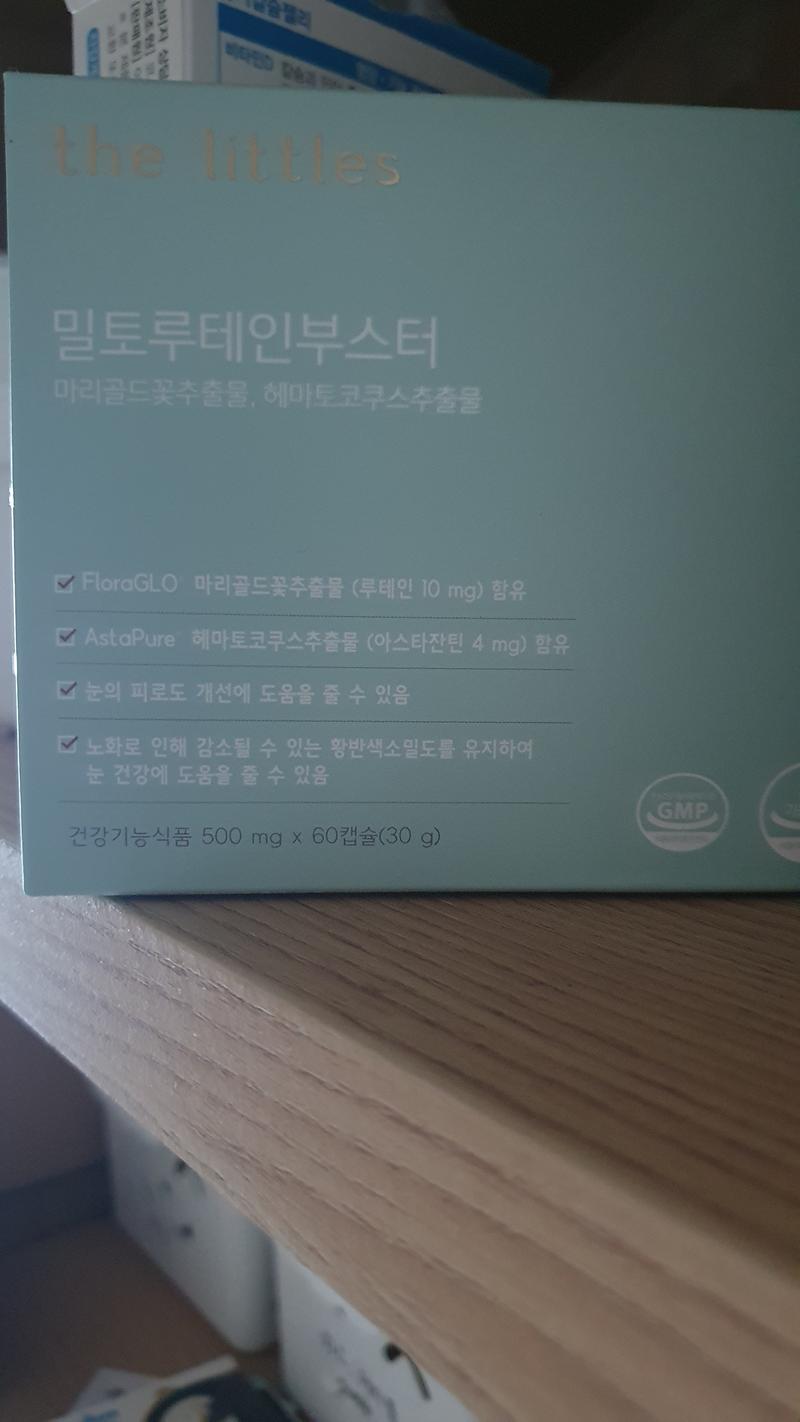 비타민D
the littles
밀토루테인부스터
마리골드꽃추출물, 헤마토코쿠스추출물
FloraGLO 마리골드꽃추출물 (루테인 10 mg) 함유
AstaPure 헤마토코쿠스추출물 (아스타잔틴 4 mg) 함유
눈의 피로도 개선에 도움을 줄 수 있음
노화로 인해 감소될 수 있는 황반색소밀도를 유지하여
눈 건강에 도움을 줄 수 있음
건강기능식품 500 mg x 60캡슐(30 g)
GMP